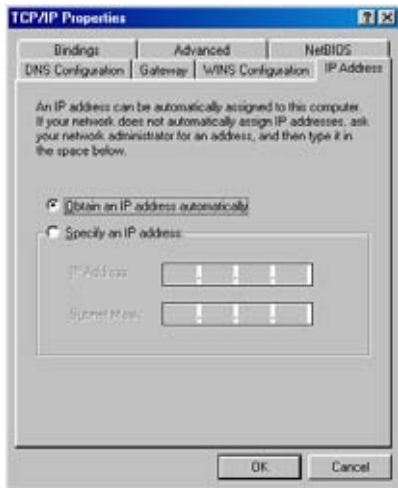 TCP/IP Properties
? X
Bindings Advanced NetBIOS
DNS Configuration Gateway WINS Configuration IP Address
An IP address can be automatically assigned to this computer.
If your network does not automatically assign IP addresses, ask
your network administrator for an address, and then type it in
the space below.
Obtain an IP address automatically
Specify an IP address:
IP Address:
Subnet Mask:
OK Cancel